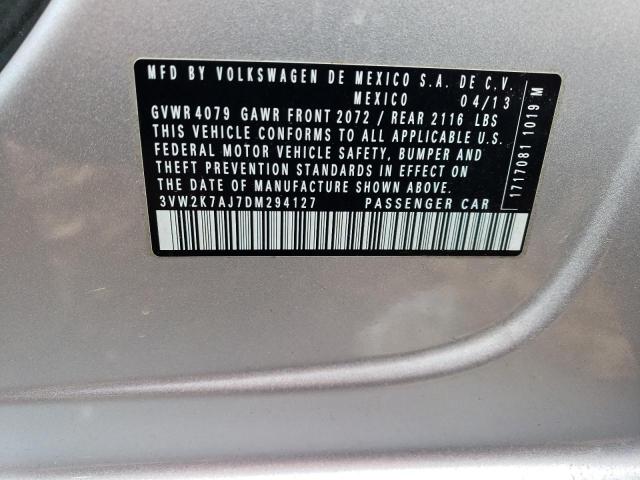 MFD BY VOLKSWAGEN DE MEXICO S.A. DE C.V.
MEXICO 04/13
GVWR 4079 GAWR FRONT 2072 / REAR 2116 LBS
THIS VEHICLE CONFORMS TO ALL APPLICABLE U.S.
FEDERAL MOTOR VEHICLE SAFETY, BUMPER AND
THEFT PREVENTION STANDARDS IN EFFECT ON
THE DATE OF MANUFACTURE SHOWN ABOVE.
3VW2K7AJ7DM294127 PASSENGER CAR
1717081 1019 M